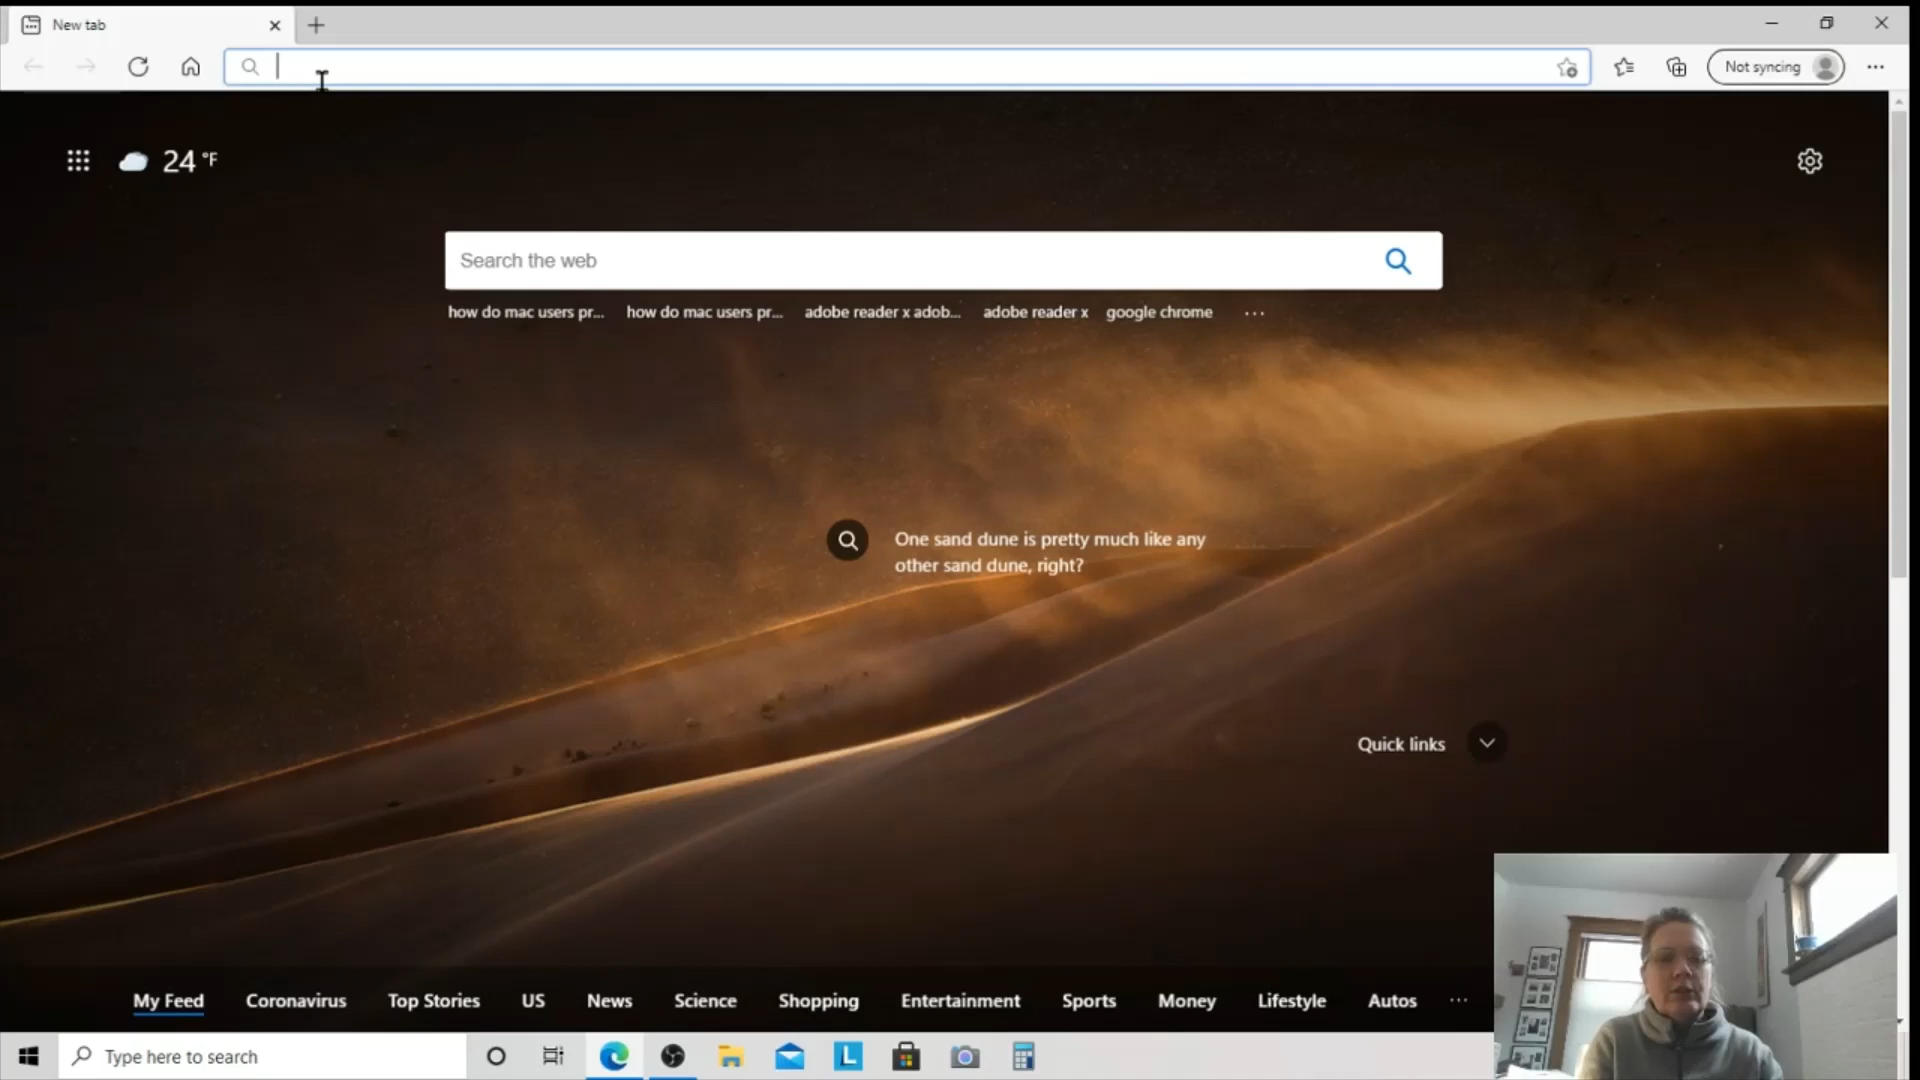 New tab
Not syncing
24 °F
Search the web
how do mac users pr... how do mac users pr... adobe reader x adob... adobe reader x google chrome
One sand dune is pretty much like any
other sand dune, right?
Quick links
My Feed Coronavirus Top Stories US News Science Shopping Entertainment Sports Money Lifestyle Autos
Type here to search